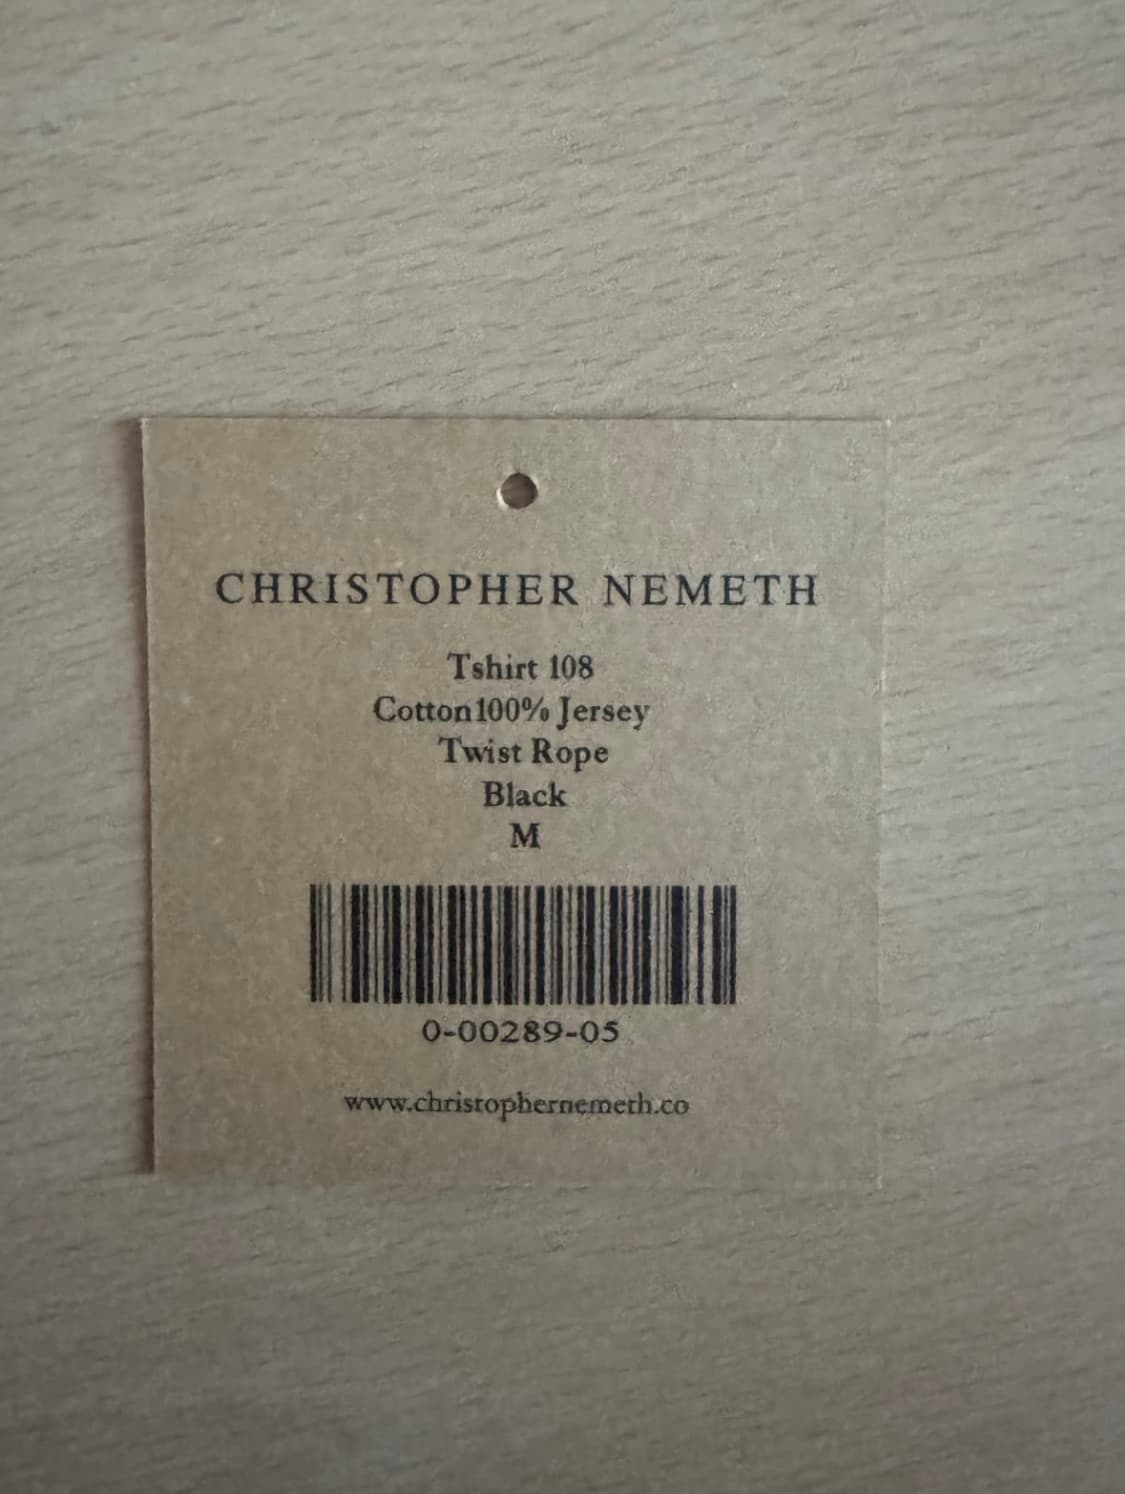 CHRISTOPHER NEMETH
Tshirt 108
Cotton100% Jersey
Twist Rope
Black
M
0-00289-05
www.christophernemeth.co